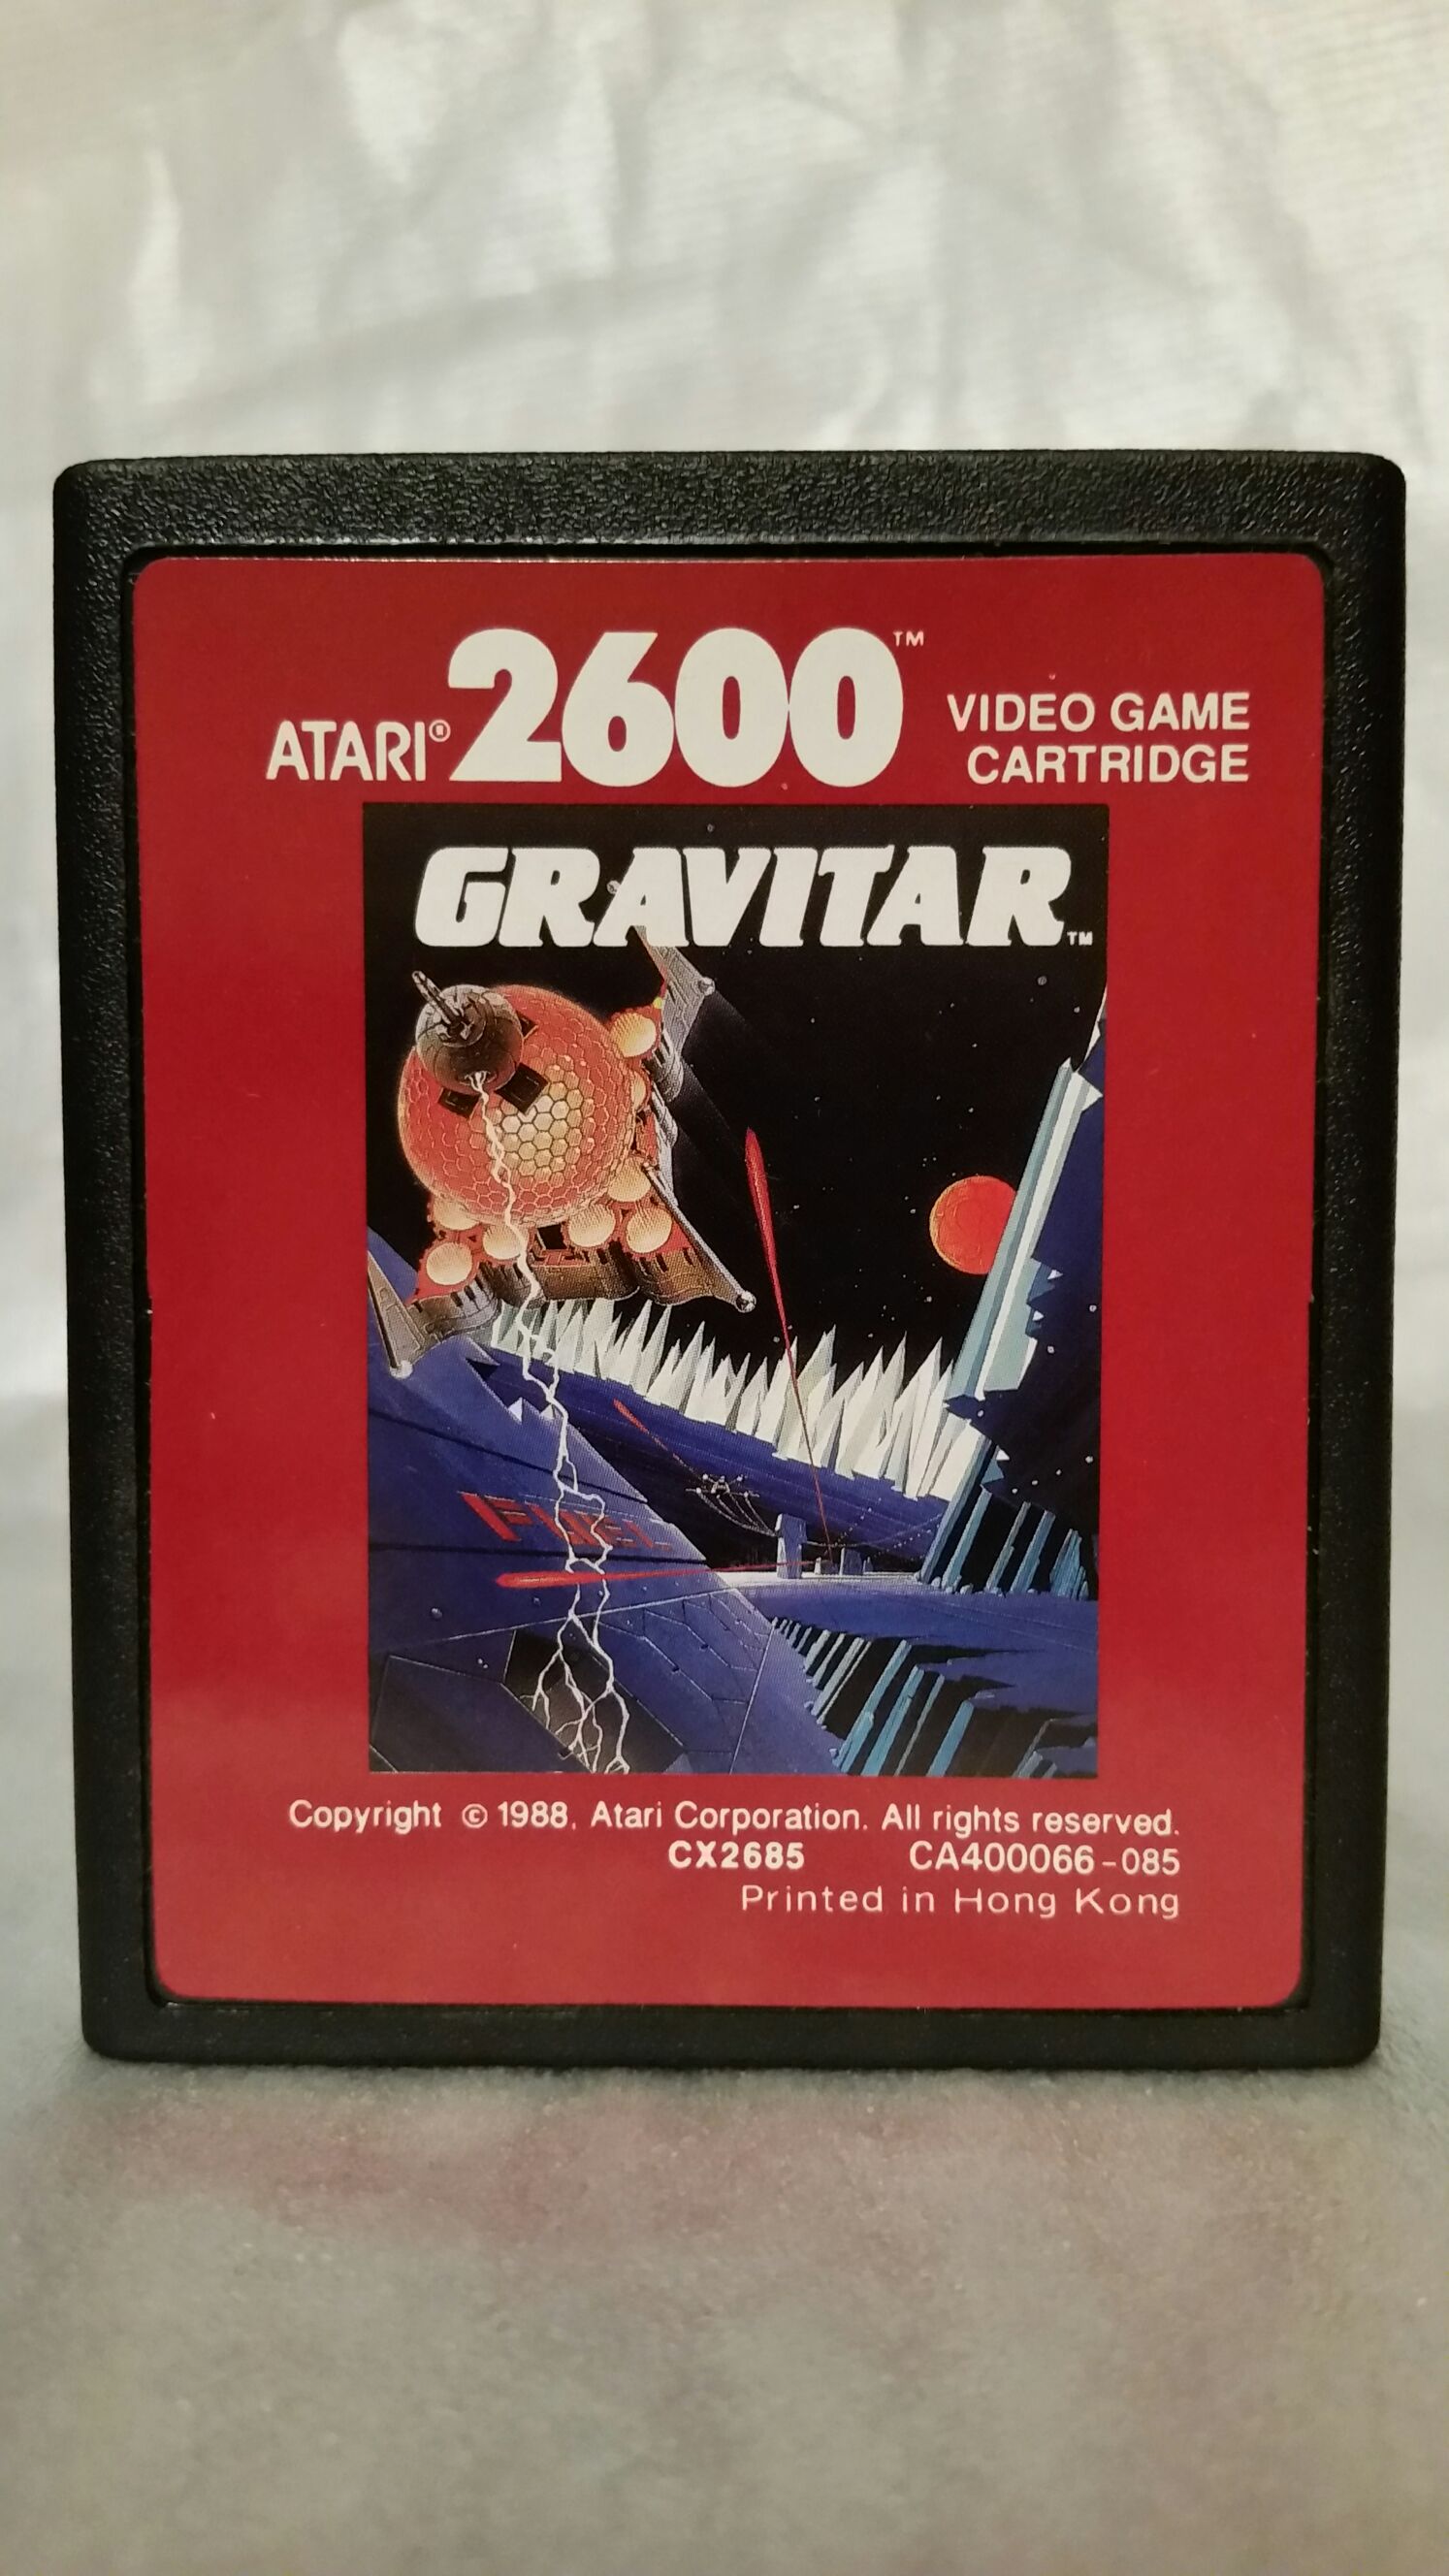 ATARI® 2600™ VIDEO GAME
CARTRIDGE
GRAVITAR™
FUEL
Copyright © 1988, Atari Corporation. All rights reserved.
CX2685 CA400066-085
Printed in Hong Kong